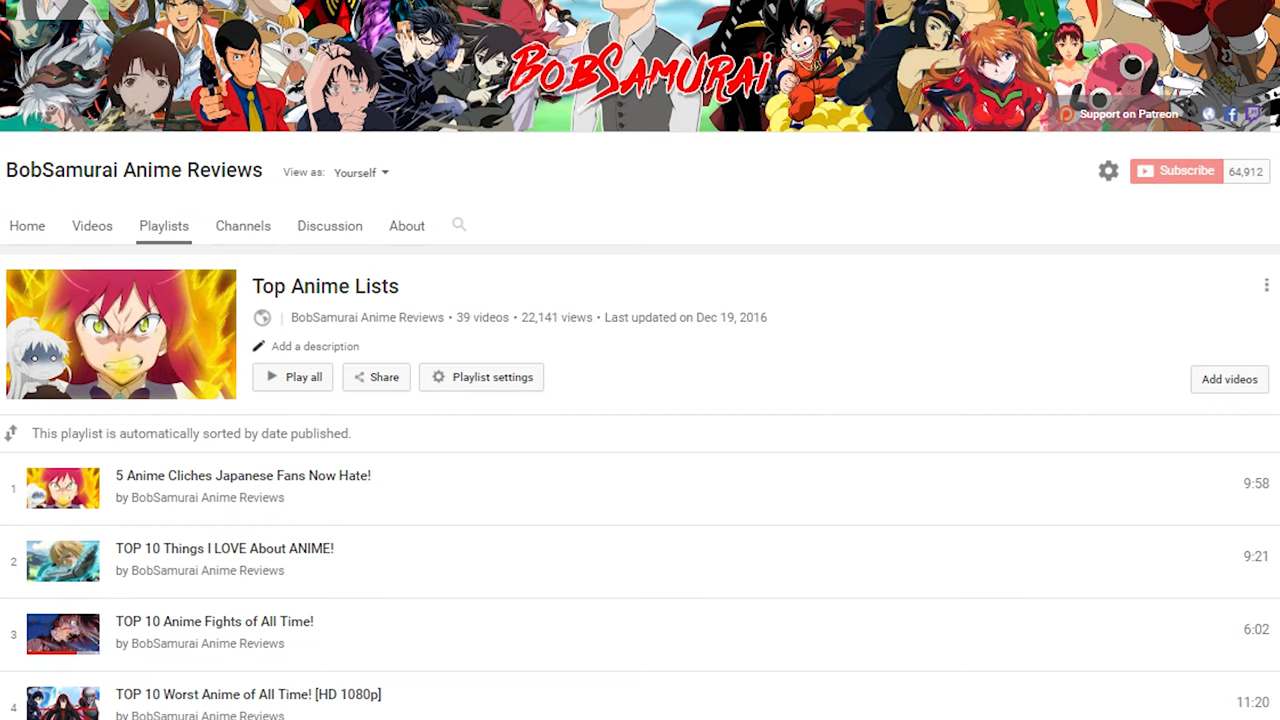 BOBSAMURAI
Support on Patreon
BobSamurai Anime Reviews View as: Yourself
Subscribe 64,912
Home Videos Playlists Channels Discussion About
Top Anime Lists
BobSamurai Anime Reviews • 39 videos • 22,141 views • Last updated on Dec 19, 2016
Add a description
Play all Share Playlist settings
Add videos
This playlist is automatically sorted by date published.
1 5 Anime Cliches Japanese Fans Now Hate! 9:58
by BobSamurai Anime Reviews
2 TOP 10 Things I LOVE About ANIME! 9:21
by BobSamurai Anime Reviews
3 TOP 10 Anime Fights of All Time! 6:02
by BobSamurai Anime Reviews
4 TOP 10 Worst Anime of All Time! [HD 1080p] 11:20
by BobSamurai Anime Reviews